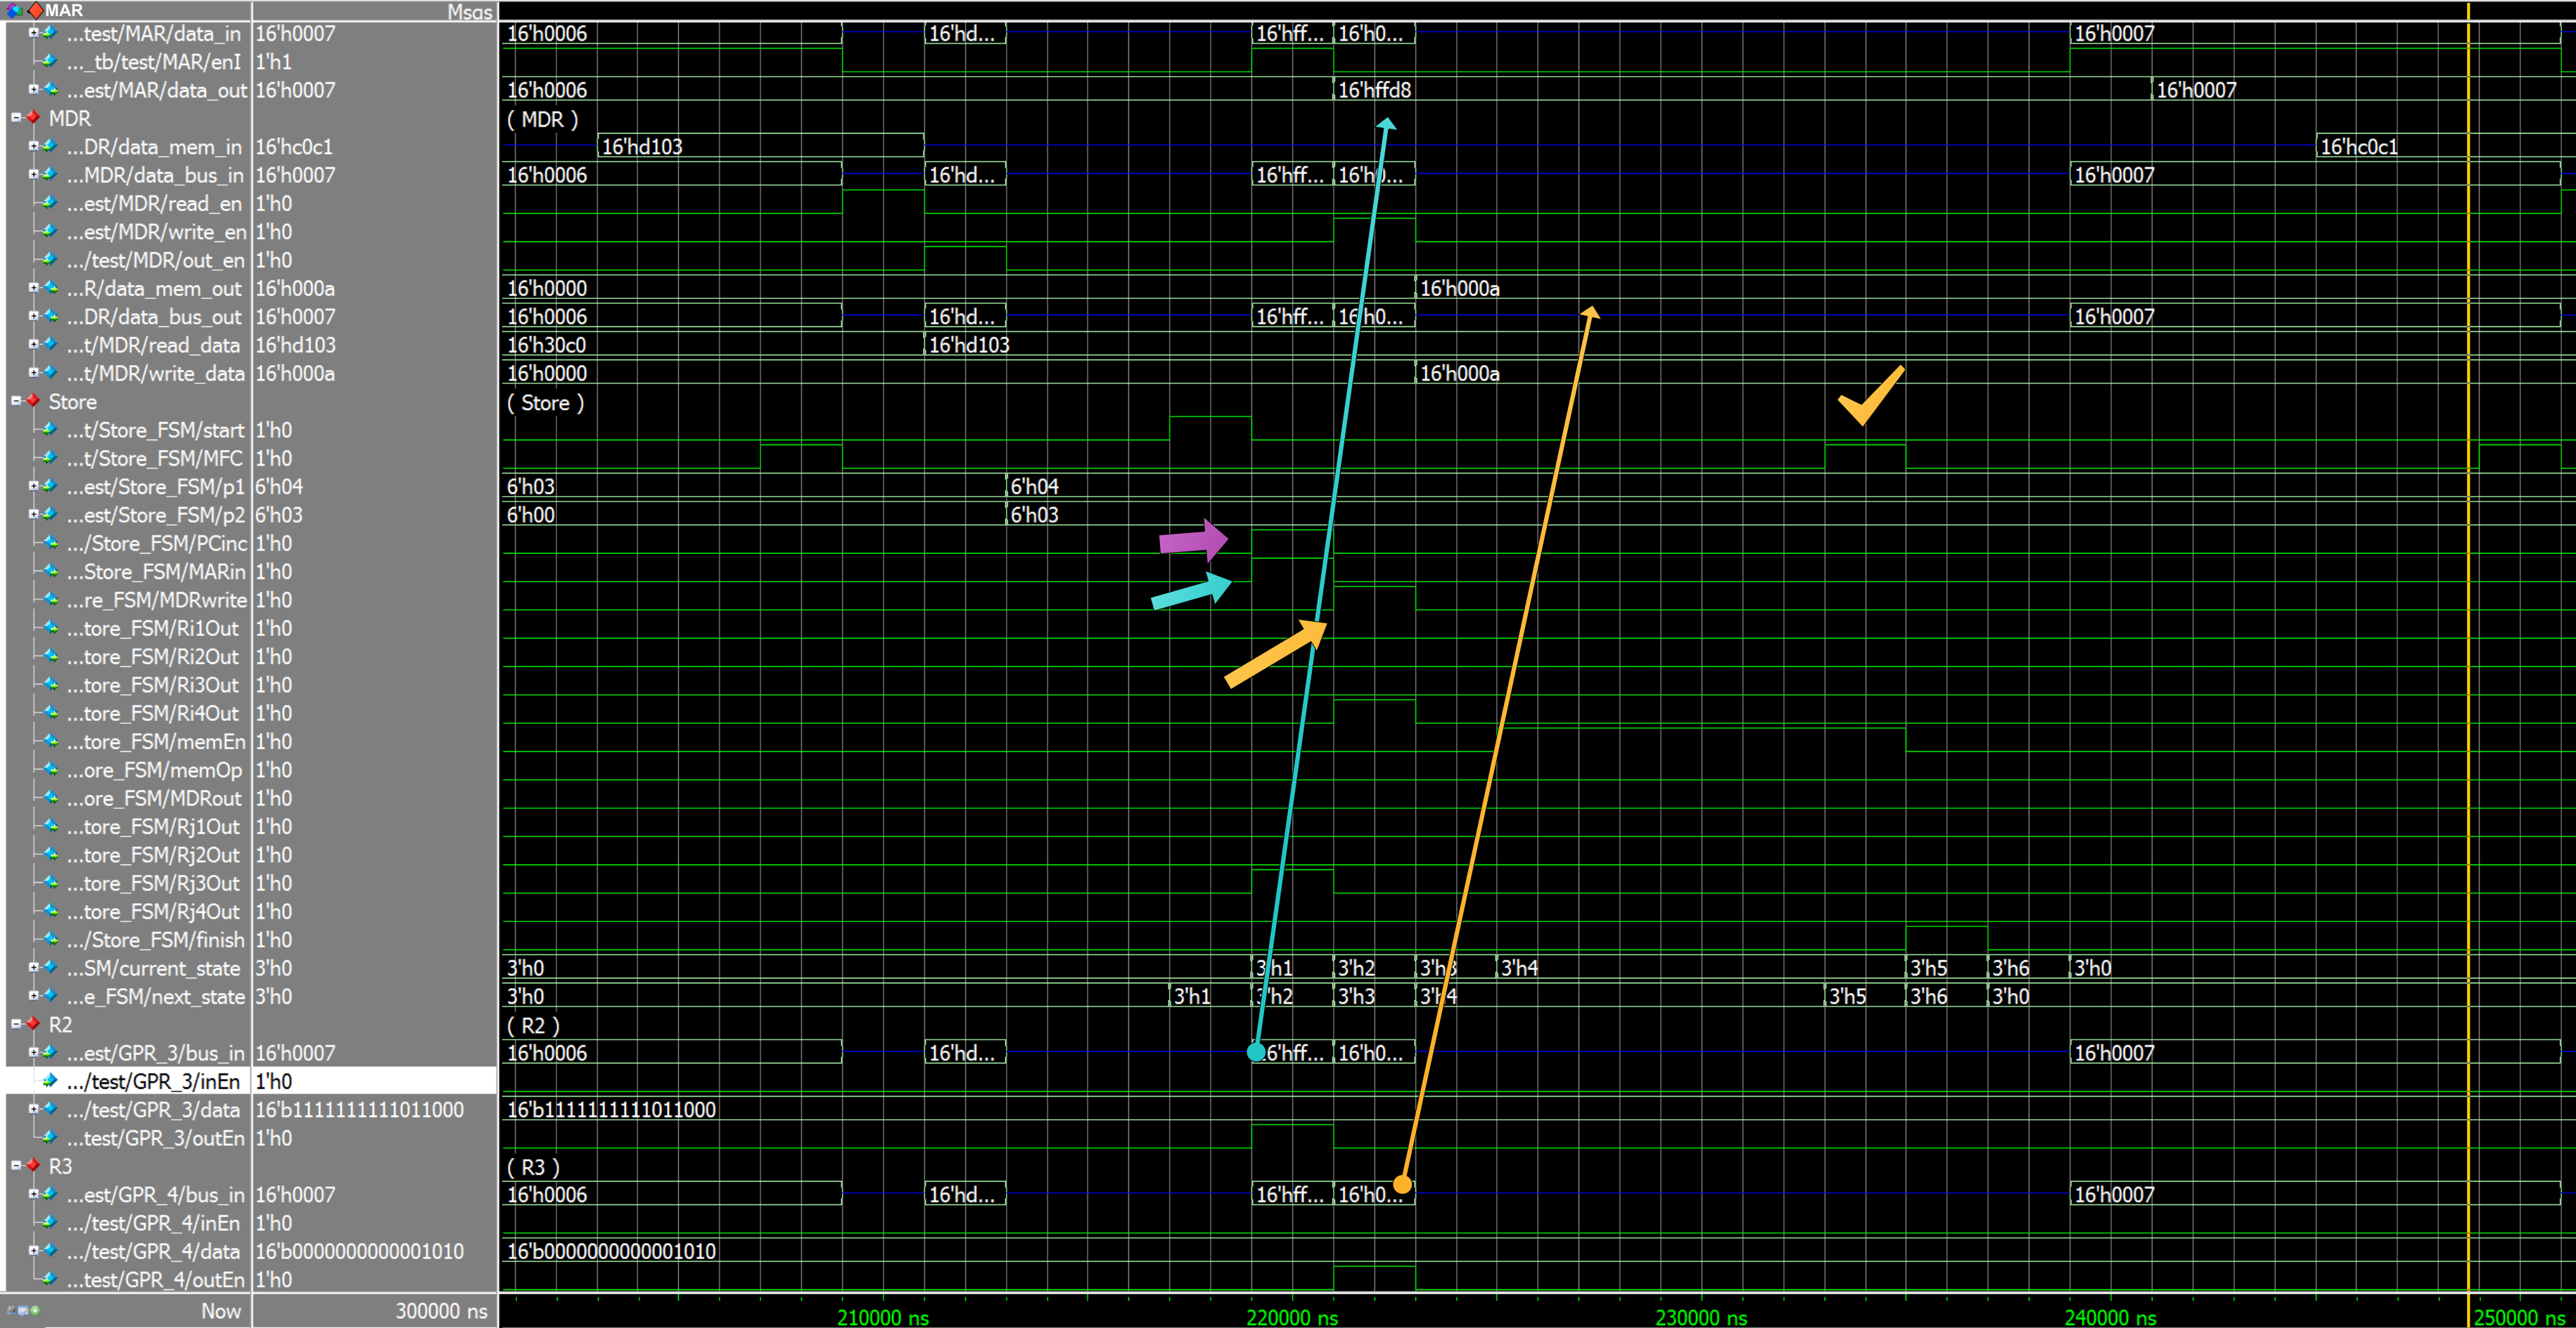 MAR Msgs
...test/MAR/data_in 16'h0007 16'h0006 16'hd... 16'hff... 16'h0... 16'h0007
..._tb/test/MAR/enI 1'h1
...est/MAR/data_out 16'h0007 16'h0006 16'hffd8 16'h0007
MDR ( MDR )
...DR/data_mem_in 16'hc0c1 16'hd103 16'hc0c1
...MDR/data_bus_in 16'h0007 16'h0006 16'hd... 16'hff... 16'h0... 16'h0007
...est/MDR/read_en 1'h0
...est/MDR/write_en 1'h0
.../test/MDR/out_en 1'h0
...R/data_mem_out 16'h000a 16'h0000 16'h000a
...DR/data_bus_out 16'h0007 16'h0006 16'hd... 16'hff... 16'h0... 16'h0007
...t/MDR/read_data 16'hd103 16'h30c0 16'hd103
...t/MDR/write_data 16'h000a 16'h0000 16'h000a
Store ( Store )
...t/Store_FSM/start 1'h0
...t/Store_FSM/MFC 1'h0
...est/Store_FSM/p1 6'h04 6'h03 6'h04
...est/Store_FSM/p2 6'h03 6'h00 6'h03
.../Store_FSM/PCinc 1'h0
...Store_FSM/MARin 1'h0
...re_FSM/MDRwrite 1'h0
...tore_FSM/Ri1Out 1'h0
...tore_FSM/Ri2Out 1'h0
...tore_FSM/Ri3Out 1'h0
...tore_FSM/Ri4Out 1'h0
...tore_FSM/memEn 1'h0
...ore_FSM/memOp 1'h0
...ore_FSM/MDRout 1'h0
...tore_FSM/Rj1Out 1'h0
...tore_FSM/Rj2Out 1'h0
...tore_FSM/Rj3Out 1'h0
...tore_FSM/Rj4Out 1'h0
.../Store_FSM/finish 1'h0
...SM/current_state 3'h0 3'h0 3'h1 3'h2 3'h3 3'h4 3'h5 3'h6 3'h0
...e_FSM/next_state 3'h0 3'h0 3'h1 3'h2 3'h3 3'h4 3'h5 3'h6 3'h0
R2 ( R2 )
...est/GPR_3/bus_in 16'h0007 16'h0006 16'hd... 16'hff... 16'h0... 16'h0007
.../test/GPR_3/inEn 1'h0
.../test/GPR_3/data 16'b1111111111011000 16'b1111111111011000
...test/GPR_3/outEn 1'h0
R3 ( R3 )
...est/GPR_4/bus_in 16'h0007 16'h0006 16'hd... 16'hff... 16'h0... 16'h0007
.../test/GPR_4/inEn 1'h0
.../test/GPR_4/data 16'b0000000000001010 16'b0000000000001010
...test/GPR_4/outEn 1'h0
Now 300000 ns 210000 ns 220000 ns 230000 ns 240000 ns 250000 ns